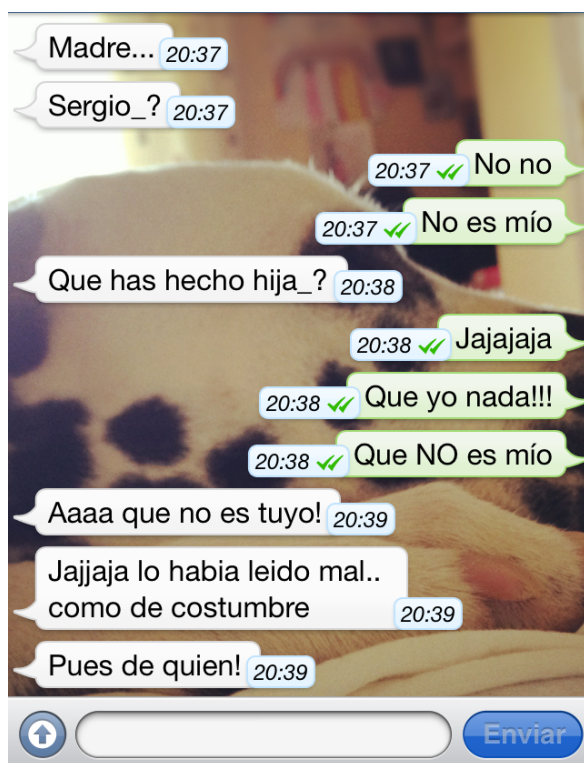 Madre... 20:37
Sergio_? 20:37
20:37 No no
20:37 No es mío
Que has hecho hija_? 20:38
20:38 Jajajaja
20:38 Que yo nada!!!
20:38 Que NO es mío
Aaaa que no es tuyo! 20:39
Jajjaja lo habia leido mal..
como de costumbre 20:39
Pues de quien! 20:39
Enviar